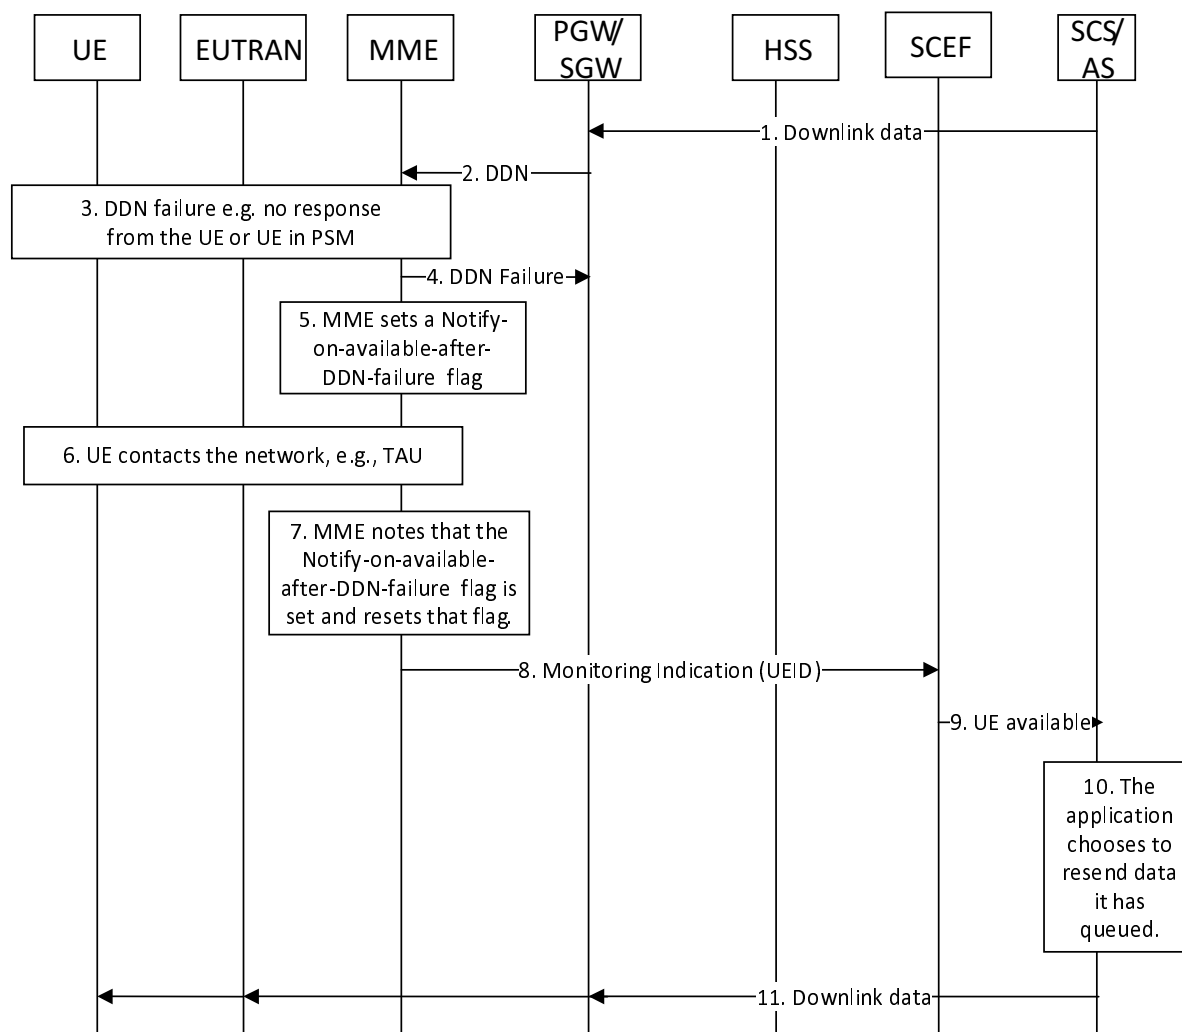 UE
EUTRAN
MME
PGW/
SGW
HSS
SCEF
SCS/
AS
1. Downlink data
2. DDN
3. DDN failure e.g. no response
from the UE or UE in PSM
4. DDN Failure
5. MME sets a Notify-
on-available-after-
DDN-failure flag
6. UE contacts the network, e.g., TAU
7. MME notes that the
Notify-on-available-
after-DDN-failure flag is
set and resets that flag.
8. Monitoring Indication (UEID)
9. UE available
10. The
application
chooses to
resend data
it has
queued.
11. Downlink data